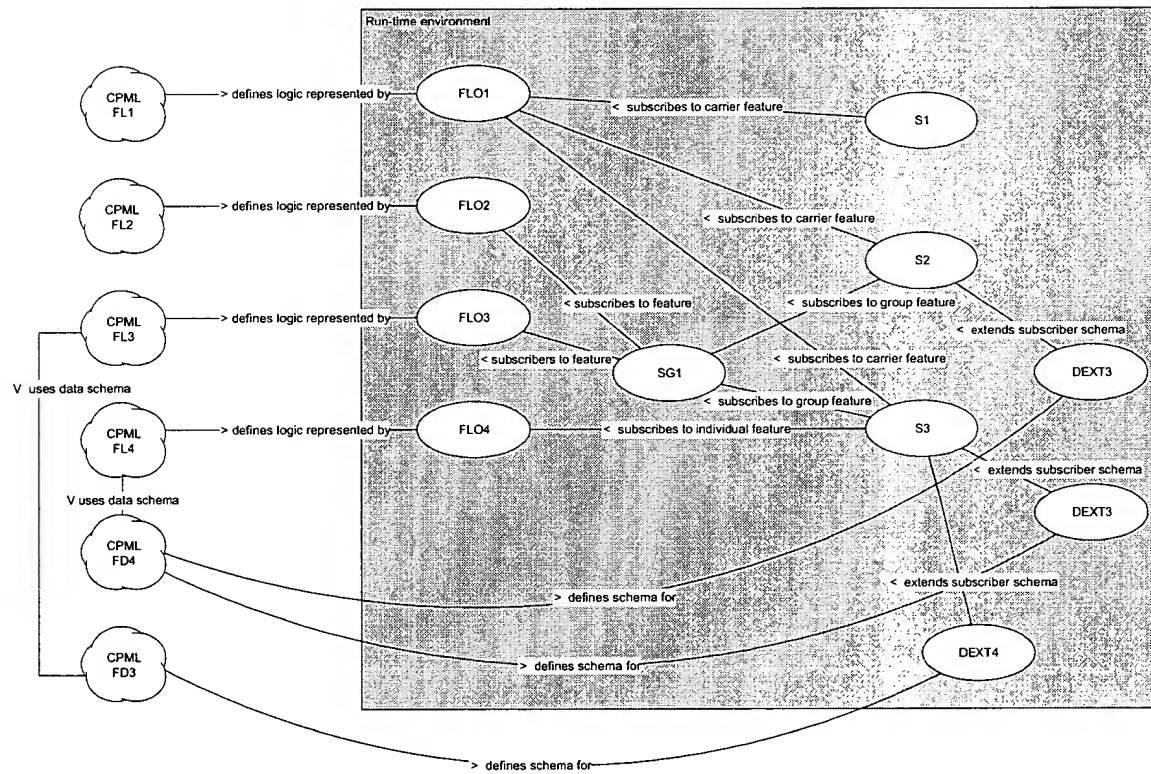 Run-time environment
CPML
FL1
> defines logic represented by
FLO1
< subscribes to carrier feature
S1
CPML
FL2
> defines logic represented by
FLO2
< subscribes to carrier feature
S2
< subscribes to feature
< subscribes to group feature
CPML
FL3
> defines logic represented by
FLO3
< extends subscriber schema
< subscribers to feature
< subscribes to carrier feature
SG1
DEXT3
V uses data schema
< subscribes to group feature
CPML
FL4
> defines logic represented by
FLO4
< subscribes to individual feature
S3
< extends subscriber schema
V uses data schema
DEXT3
CPML
FD4
< extends subscriber schema
> defines schema for
CPML
FD3
> defines schema for
DEXT4
> defines schema for